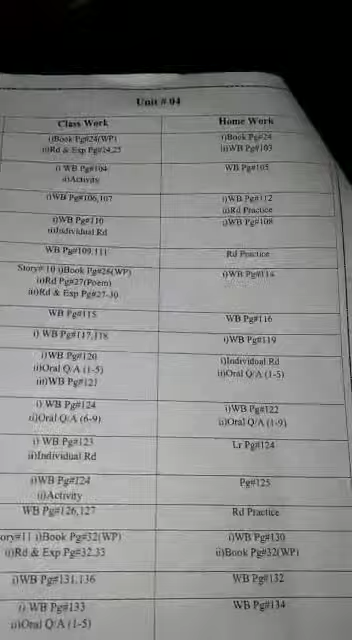 Unit # 04
Class Work Home Work
i)Book Pg#24(WP) i)Book Pg#24
ii)Rd & Exp Pg#24,25 ii)WB Pg#103
i) WB Pg#104 WB Pg#105
ii)Activity
i)WB Pg#106,107 i)WB Pg#112
ii)Rd Practice
i)WB Pg#110 i)WB Pg#108
ii)Individual Rd
WB Pg#109,111 Rd Practice
Story# 10 i)Book Pg#26(WP) i)WB Pg#114
ii)Rd Pg#27(Poem)
iii)Rd & Exp Pg#27-30
WB Pg#115 WB Pg#116
i) WB Pg#117,118 i)WB Pg#119
i)WB Pg#120 i)Individual Rd
ii)Oral Q/A (1-5) ii)Oral Q/A (1-5)
iii)WB Pg#121
i) WB Pg#124 i)WB Pg#122
ii)Oral Q/A (6-9) ii)Oral Q/A (1-9)
i) WB Pg#123 Lr Pg#124
ii)Individual Rd
i)WB Pg#124 Pg#125
ii)Activity
WB Pg#126,127 Rd Practice
ory#11 i)Book Pg#32(WP) i)WB Pg#130
ii)Rd & Exp Pg#32,33 ii)Book Pg#32(WP)
i)WB Pg#131,136 WB Pg#132
i) WB Pg#133 WB Pg#134
ii)Oral Q/A (1-5)